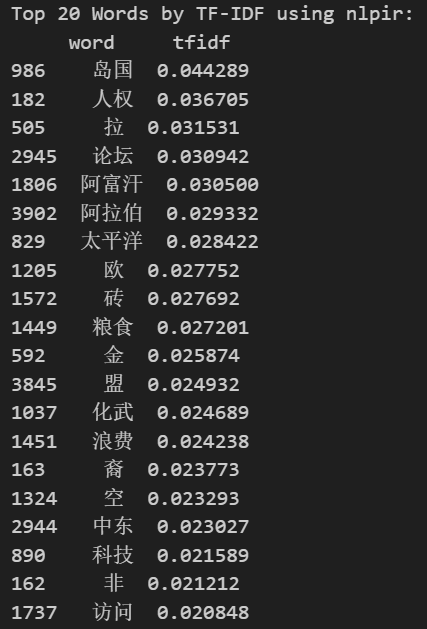 Top 20 Words by TF-IDF using nlpir:
word tfidf
986 岛国 0.044289
182 人权 0.036705
505 拉 0.031531
2945 论坛 0.030942
1806 阿富汗 0.030500
3902 阿拉伯 0.029332
829 太平洋 0.028422
1205 欧 0.027752
1572 砖 0.027692
1449 粮食 0.027201
592 金 0.025874
3845 盟 0.024932
1037 化武 0.024689
1451 浪费 0.024238
163 裔 0.023773
1324 空 0.023293
2944 中东 0.023027
890 科技 0.021589
162 非 0.021212
1737 访问 0.020848